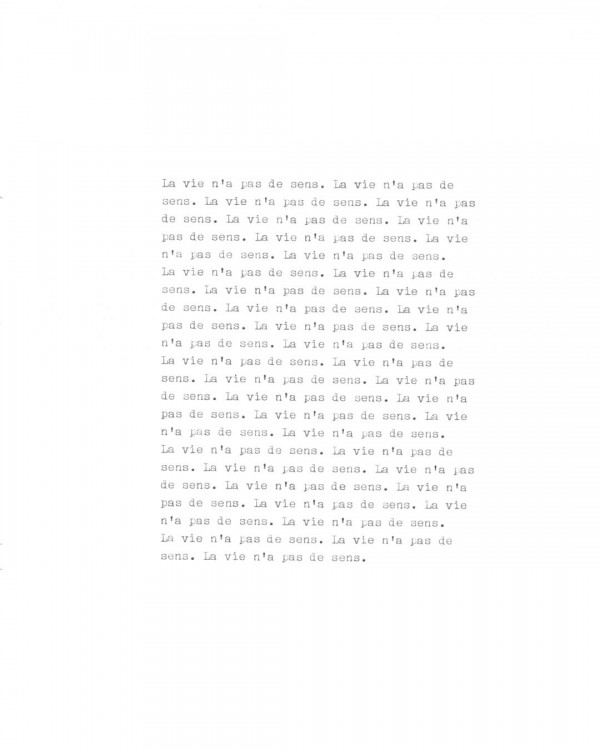 La vie n'a pas de sens. La vie n'a pas de
sens. La vie n'a pas de sens. La vie n'a pas
de sens. La vie n'a pas de sens. La vie n'a
pas de sens. La vie n'a pas de sens. La vie
n'a pas de sens. La vie n'a pas de sens.
La vie n'a pas de sens. La vie n'a pas de
sens. La vie n'a pas de sens. La vie n'a pas
de sens. La vie n'a pas de sens. La vie n'a
pas de sens. La vie n'a pas de sens. La vie
n'a pas de sens. La vie n'a pas de sens.
La vie n'a pas de sens. La vie n'a pas de
sens. La vie n'a pas de sens. La vie n'a pas
de sens. La vie n'a pas de sens. La vie n'a
pas de sens. La vie n'a pas de sens. La vie
n'a pas de sens. La vie n'a pas de sens.
La vie n'a pas de sens. La vie n'a pas de
sens. La vie n'a pas de sens. La vie n'a pas
de sens. La vie n'a pas de sens. La vie n'a
pas de sens. La vie n'a pas de sens. La vie
n'a pas de sens. La vie n'a pas de sens.
La vie n'a pas de sens. La vie n'a pas de
sens. La vie n'a pas de sens.